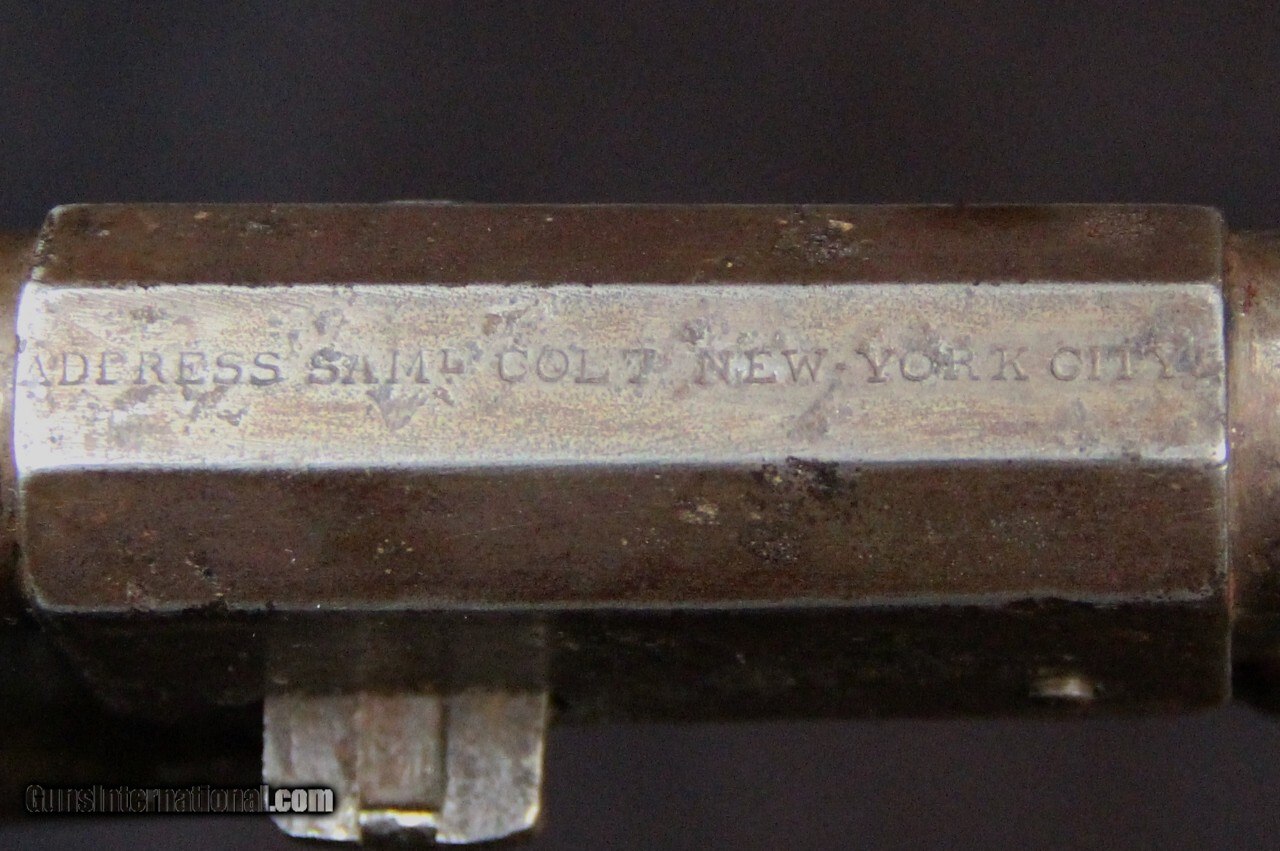 ADDRESS SAMᴸ COLT NEW-YORK CITY
GunsInternational.com